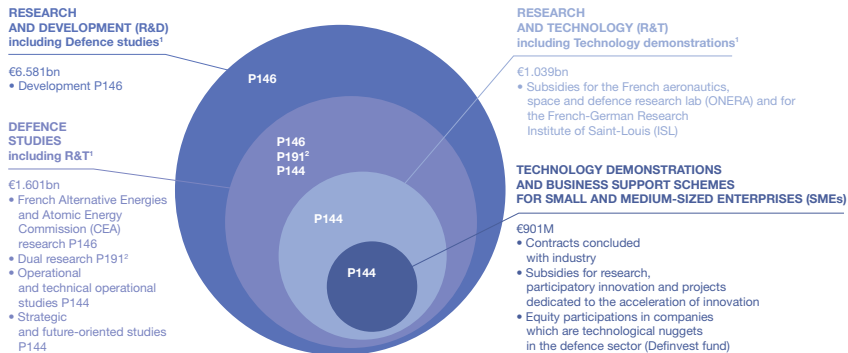 RESEARCH
AND DEVELOPMENT (R&D)
including Defence studies¹
€6.581bn
• Development P146
DEFENCE
STUDIES
including R&T¹
€1.601bn
• French Alternative Energies
and Atomic Energy
Commission (CEA)
research P146
• Dual research P191²
• Operational
and technical operational
studies P144
• Strategic
and future-oriented studies
P144
P146
P146
P191²
P144
P144
P144
RESEARCH
AND TECHNOLOGY (R&T)
including Technology demonstrations¹
€1.039bn
• Subsidies for the French aeronautics,
space and defence research lab (ONERA) and for
the French-German Research
Institute of Saint-Louis (ISL)
TECHNOLOGY DEMONSTRATIONS
AND BUSINESS SUPPORT SCHEMES
FOR SMALL AND MEDIUM-SIZED ENTERPRISES (SMEs)
€901M
• Contracts concluded
with industry
• Subsidies for research,
participatory innovation and projects
dedicated to the acceleration of innovation
• Equity participations in companies
which are technological nuggets
in the defence sector (Definvest fund)